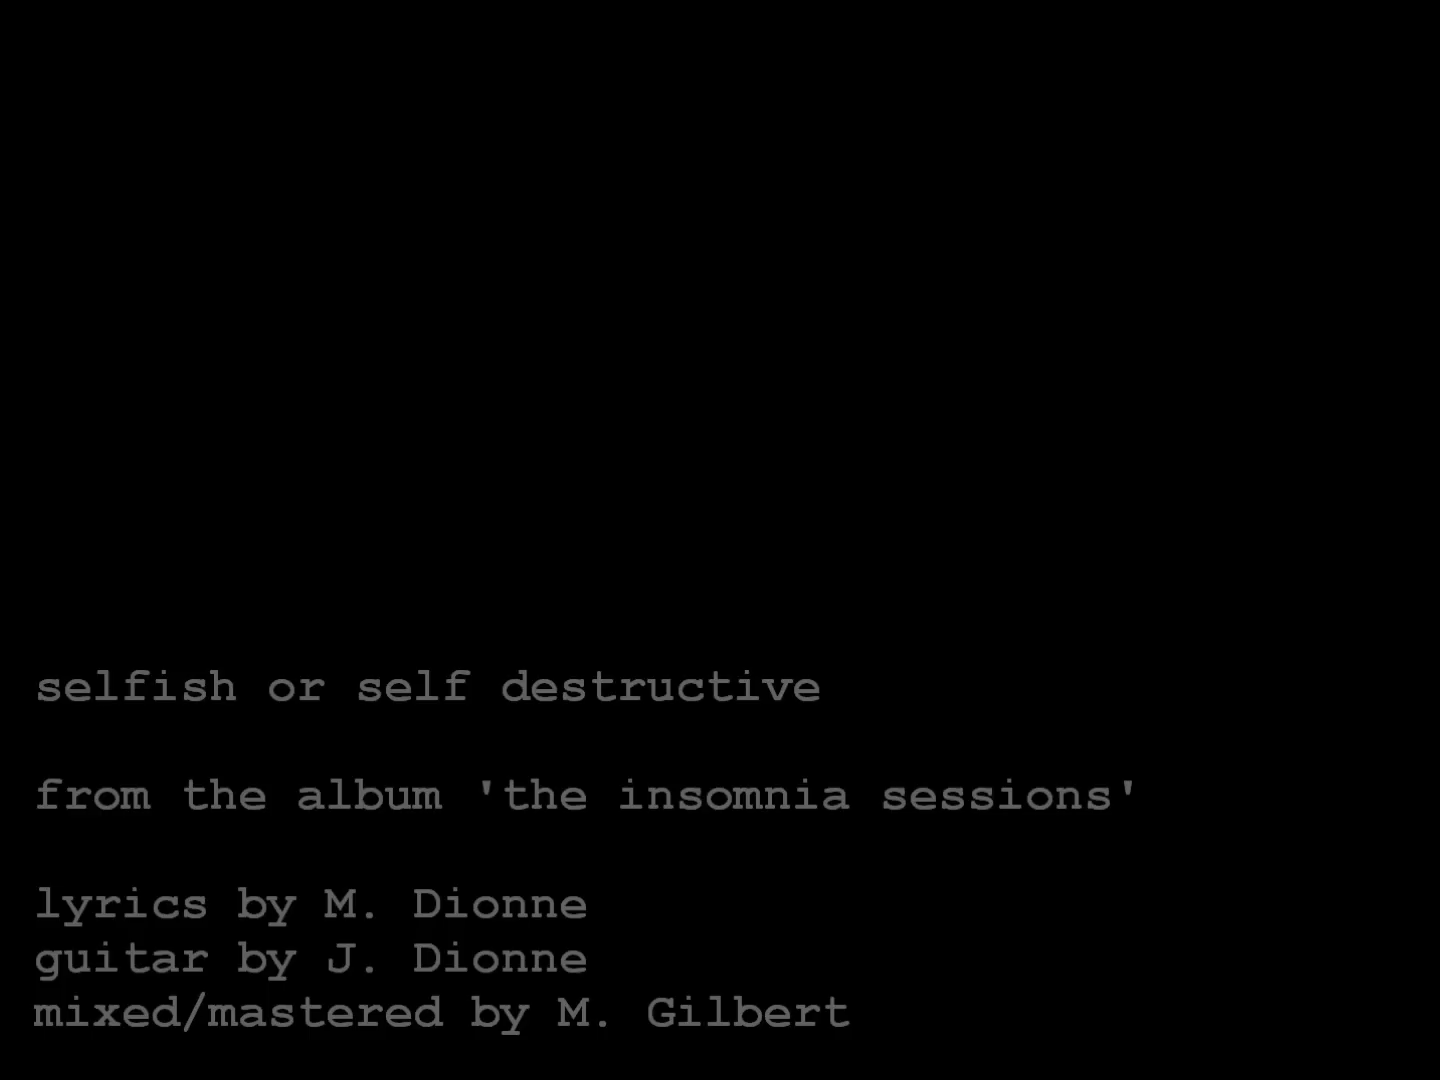 selfish or self destructive
from the album 'the insomnia sessions'
lyrics by M. Dionne
guitar by J. Dionne
mixed/mastered by M. Gilbert